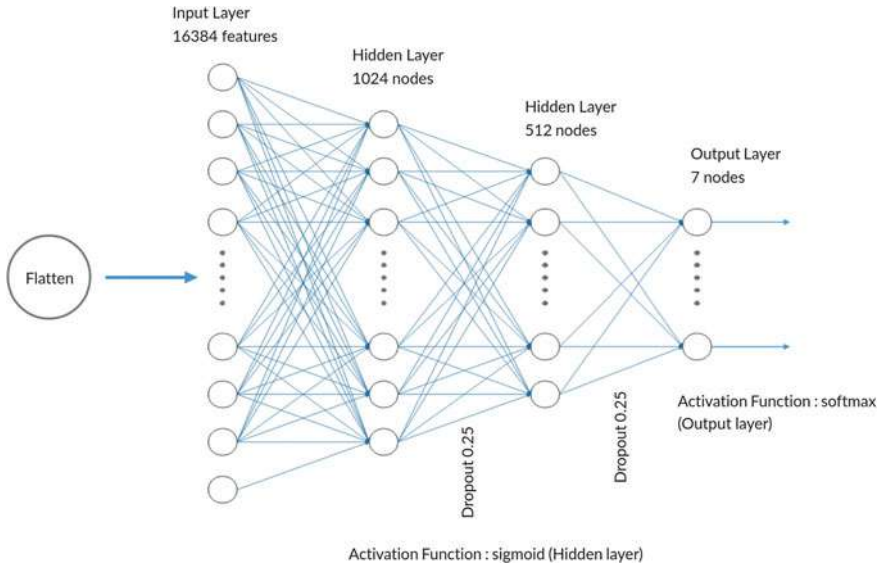 Input Layer
16384 features
Hidden Layer
1024 nodes
Hidden Layer
512 nodes
Output Layer
7 nodes
Flatten
Dropout 0.25
Dropout 0.25
Activation Function : softmax
(Output layer)
Activation Function : sigmoid (Hidden layer)